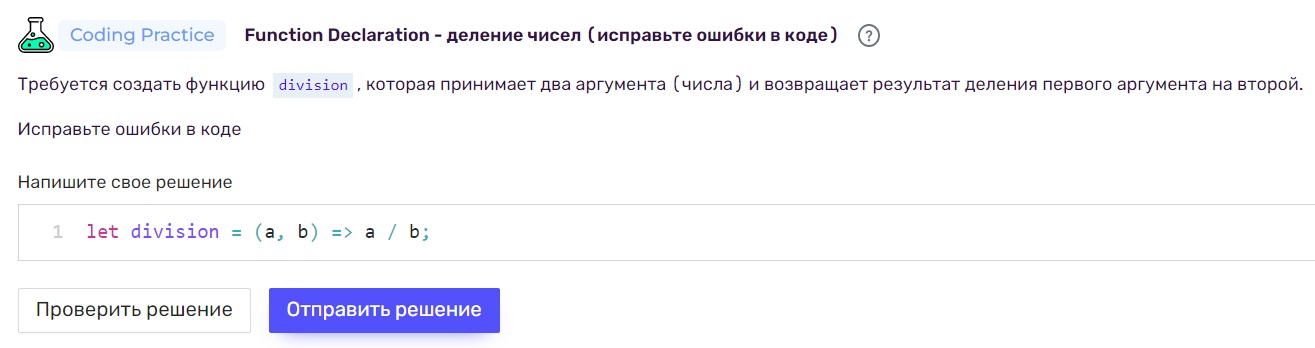 Coding Practice Function Declaration - деление чисел (исправьте ошибки в коде) ?
Требуется создать функцию division , которая принимает два аргумента (числа) и возвращает результат деления первого аргумента на второй.
Исправьте ошибки в коде
Напишите свое решение
1 let division = (a, b) => a / b;
Проверить решение Отправить решение